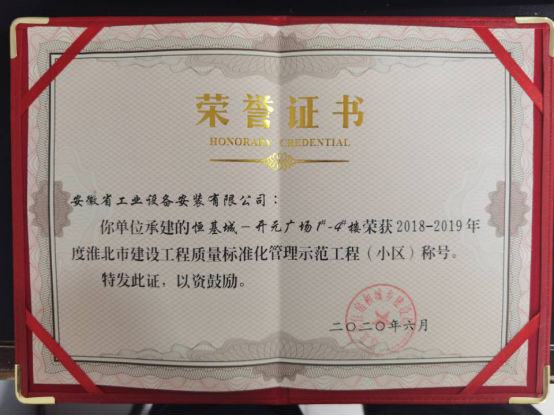 荣誉证书
HONORARY CREDENTIAL
安徽省工业设备安装有限公司：
你单位承建的恒基城－开元广场1#-4#楼荣获2018-2019年
度淮北市建设工程质量标准化管理示范工程（小区）称号。
特发此证，以资鼓励。
二〇二〇年六月